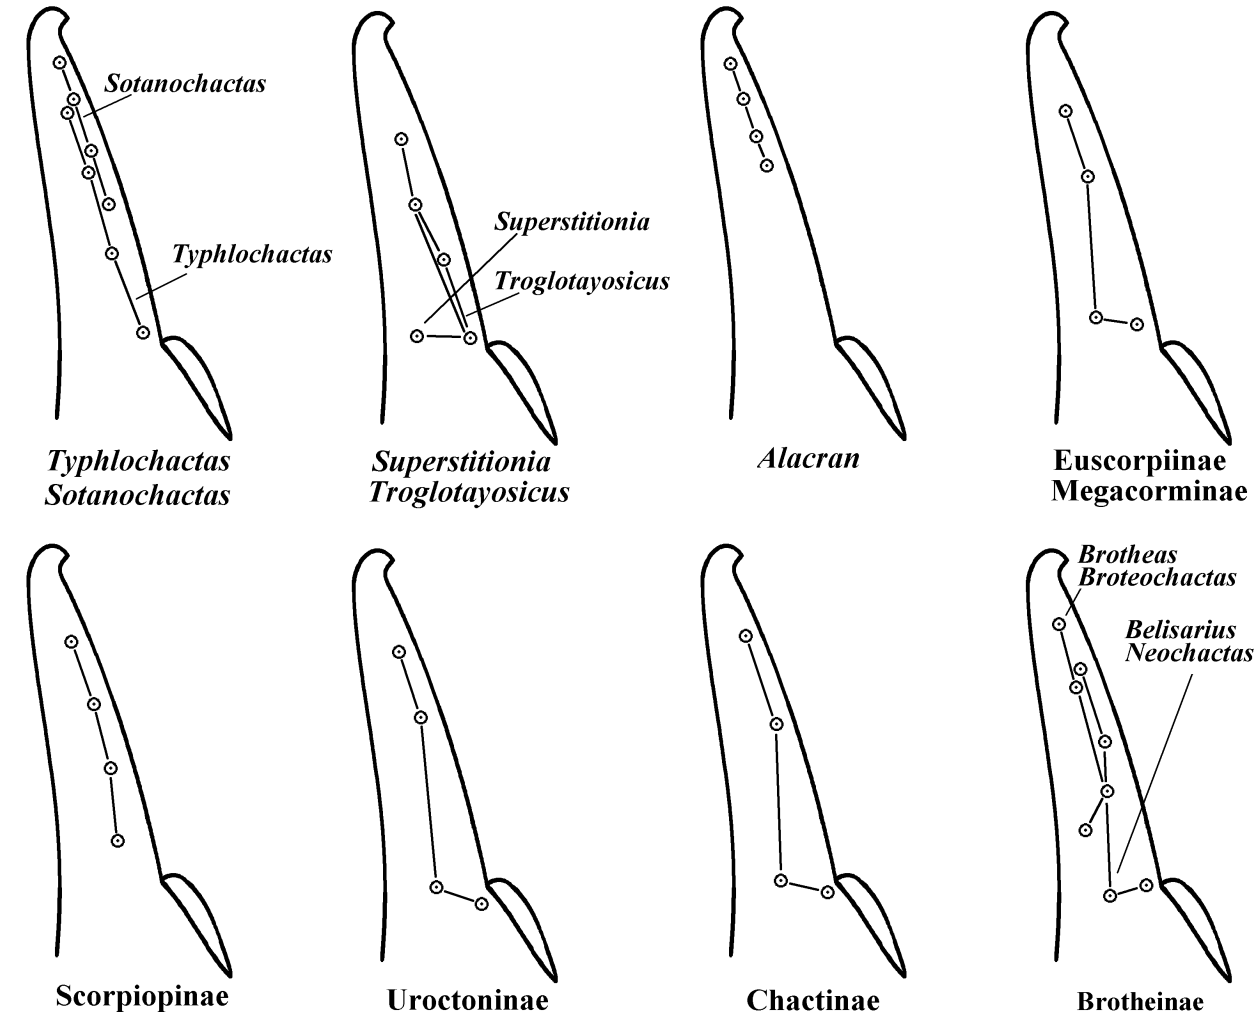 Sotanochactas
Typhlochactas
Typhlochactas
Sotanochactas
Superstitionia
Troglotayosicus
Superstitionia
Troglotayosicus
Alacran
Euscorpiinae
Megacorminae
Scorpiopinae
Uroctoninae
Chactinae
Brotheas
Broteochactas
Belisarius
Neochactas
Brotheinae